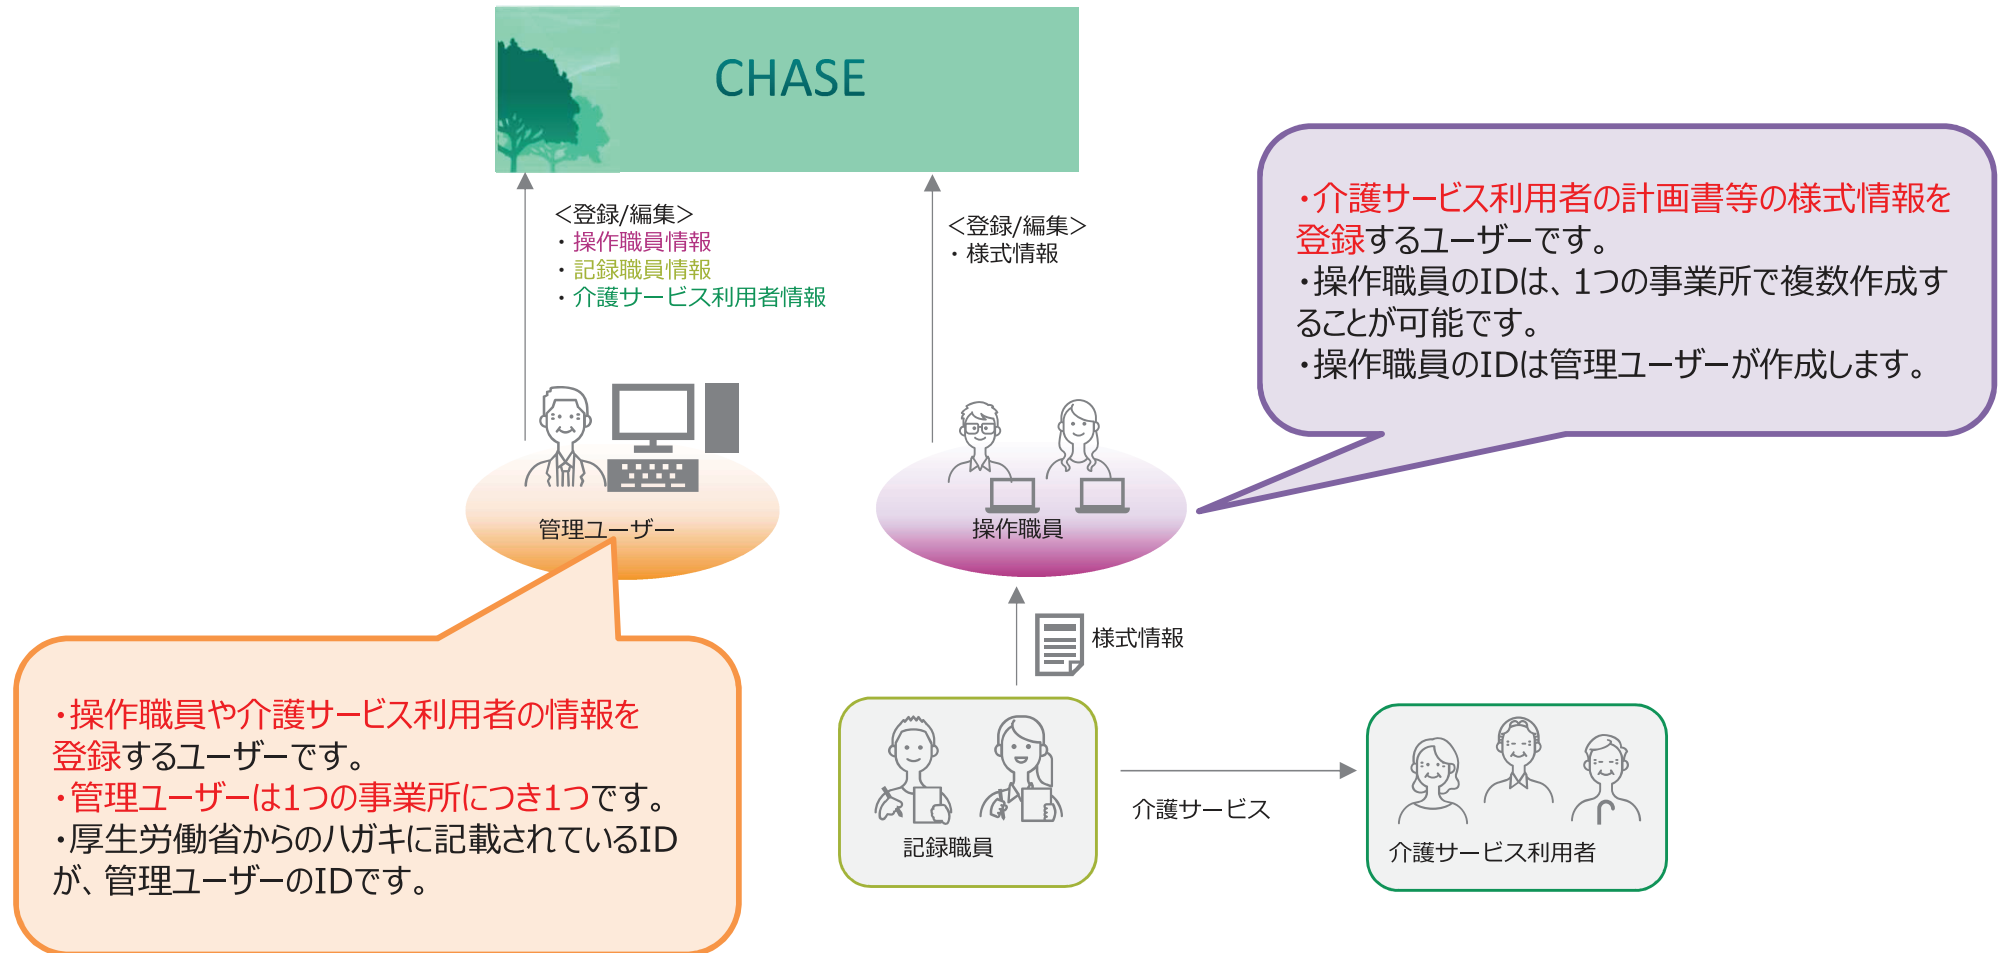 CHASE
＜登録/編集＞
・操作職員情報
・記録職員情報
・介護サービス利用者情報
＜登録/編集＞
・様式情報
・介護サービス利用者の計画書等の様式情報を
登録するユーザーです。
・操作職員のIDは、1つの事業所で複数作成す
ることが可能です。
・操作職員のIDは管理ユーザーが作成します。
管理ユーザー
操作職員
様式情報
・操作職員や介護サービス利用者の情報を
登録するユーザーです。
・管理ユーザーは1つの事業所につき1つです。
・厚生労働省からのハガキに記載されているID
が、管理ユーザーのIDです。
記録職員
介護サービス
介護サービス利用者